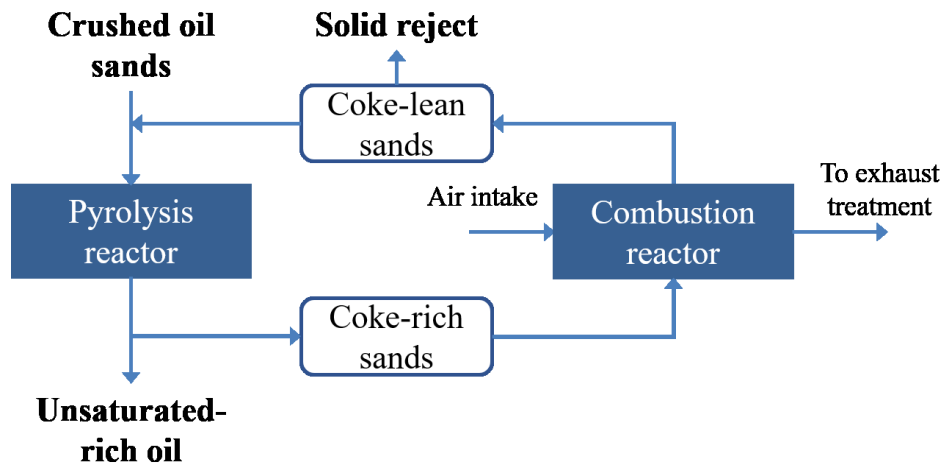 Crushed oil
sands
Solid reject
Coke-lean
sands
Pyrolysis
reactor
Air intake
Combustion
reactor
To exhaust
treatment
Coke-rich
sands
Unsaturated-
rich oil